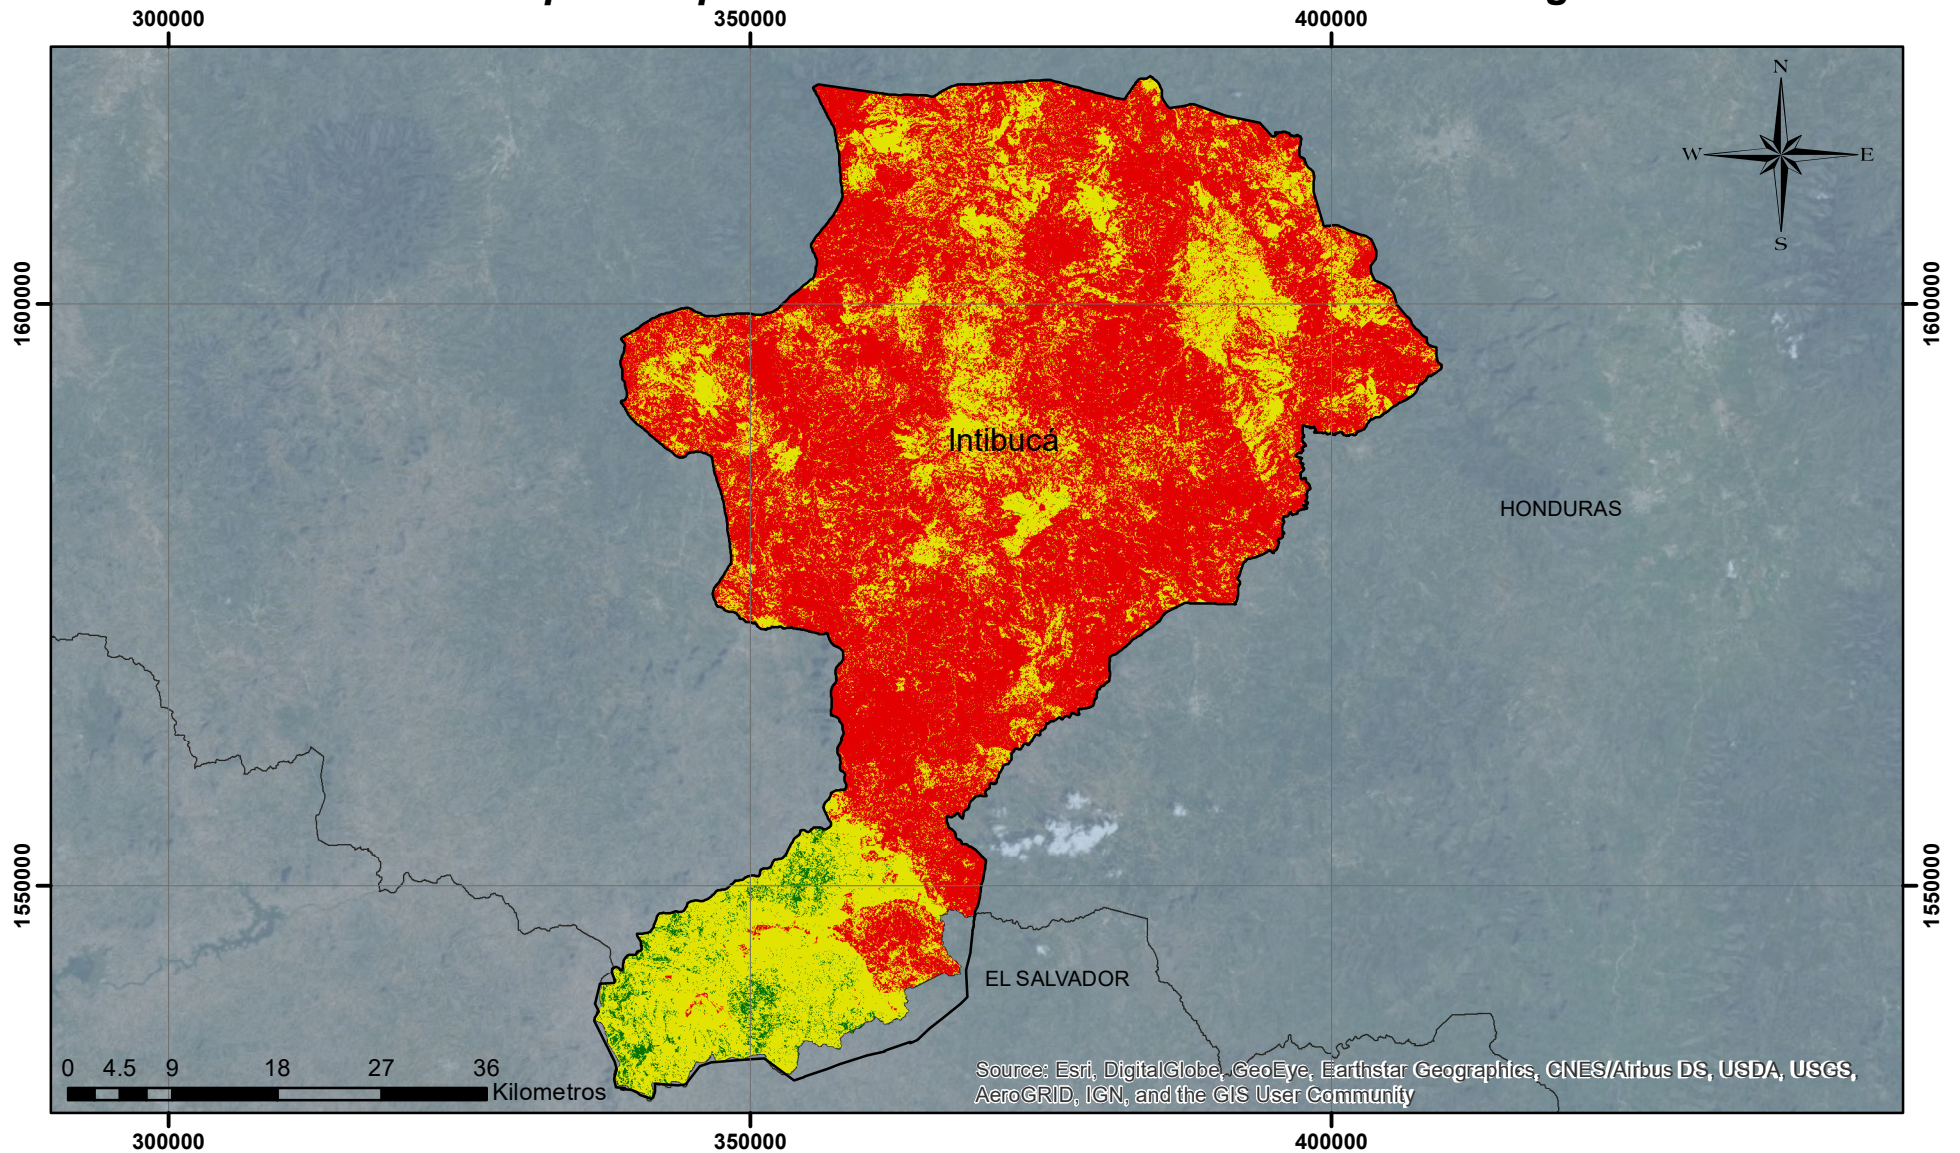 300000 350000 400000
N
W E
S
1600000 1600000
Intibucá
HONDURAS
1550000 1550000
EL SALVADOR
0 4.5 9 18 27 36
Kilometros
Source: Esri, DigitalGlobe, GeoEye, Earthstar Geographics, CNES/Airbus DS, USDA, USGS,
AeroGRID, IGN, and the GIS User Community
300000 350000 400000